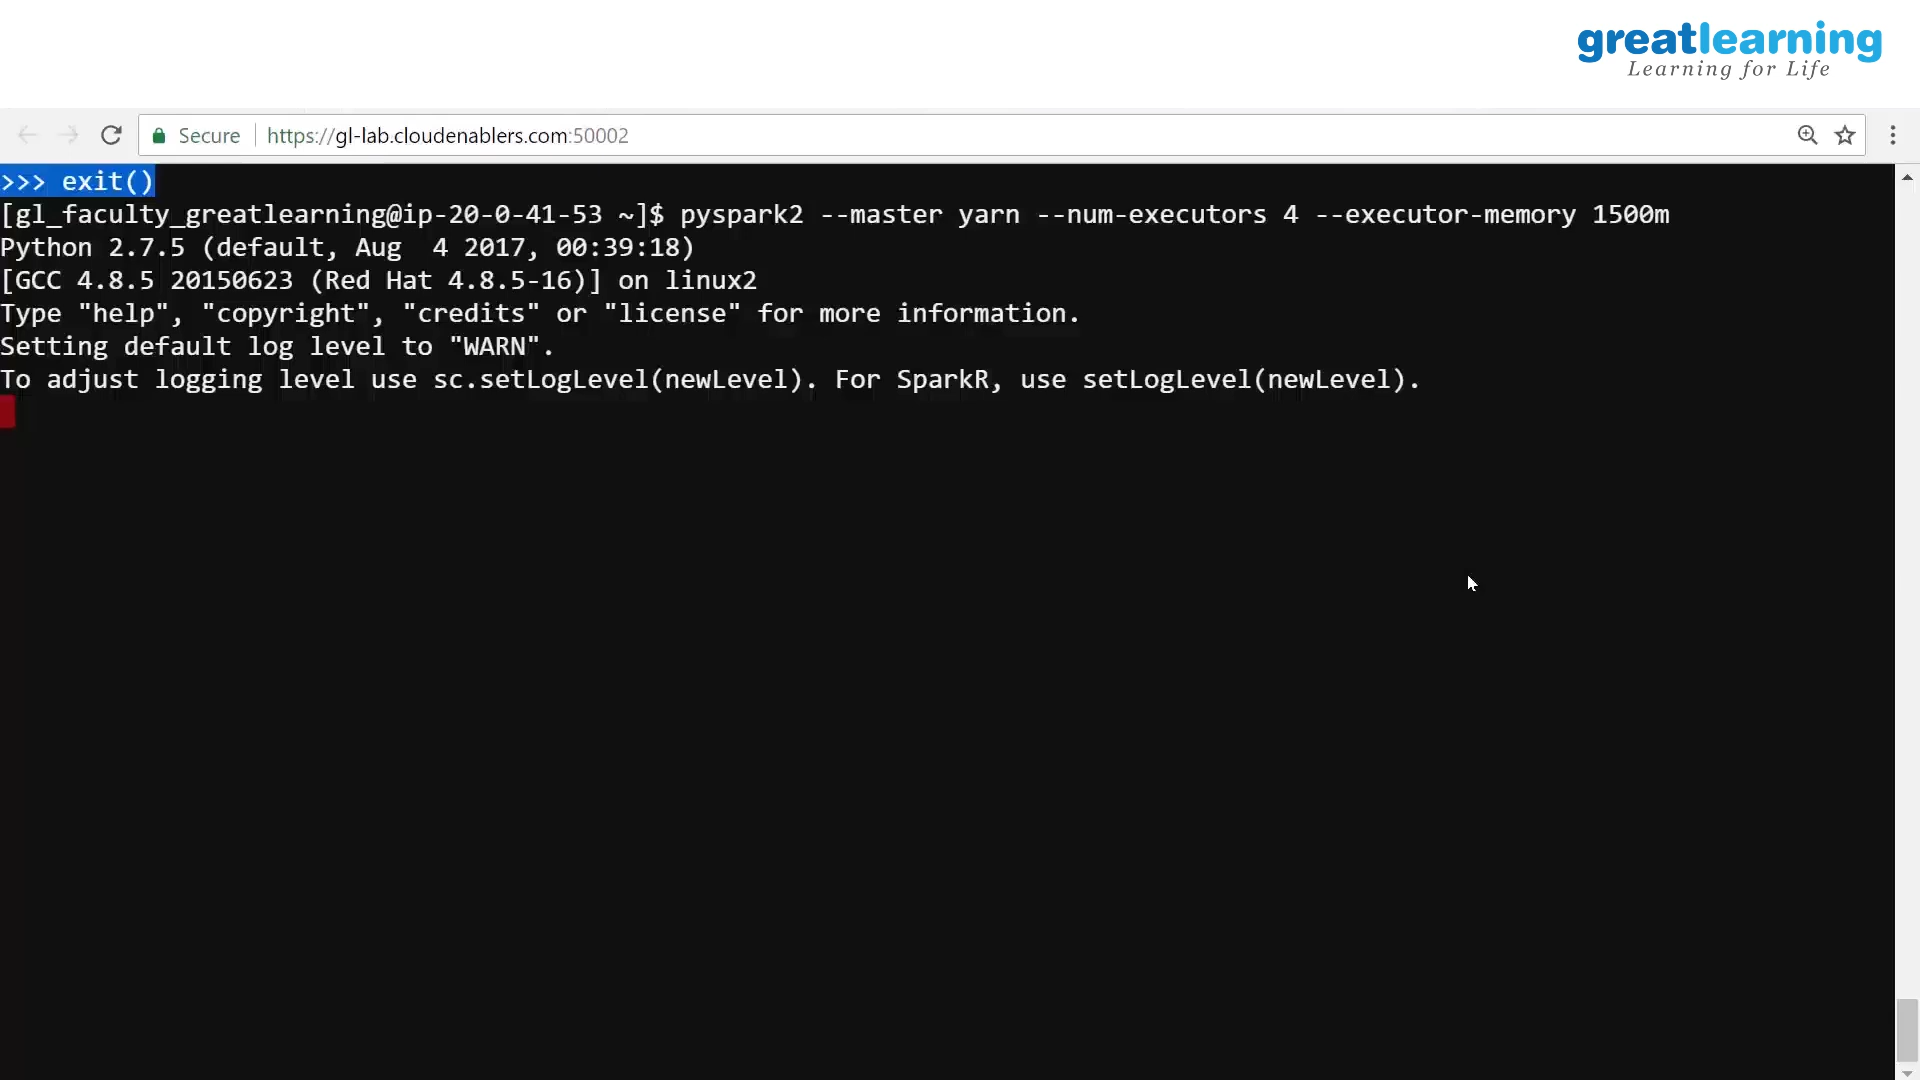 greatlearning
Learning for Life
Secure https://gl-lab.cloudenablers.com:50002
>>> exit()
[gl_faculty_greatlearning@ip-20-0-41-53 ~]$ pyspark2 --master yarn --num-executors 4 --executor-memory 1500m
Python 2.7.5 (default, Aug  4 2017, 00:39:18)
[GCC 4.8.5 20150623 (Red Hat 4.8.5-16)] on linux2
Type "help", "copyright", "credits" or "license" for more information.
Setting default log level to "WARN".
To adjust logging level use sc.setLogLevel(newLevel). For SparkR, use setLogLevel(newLevel).